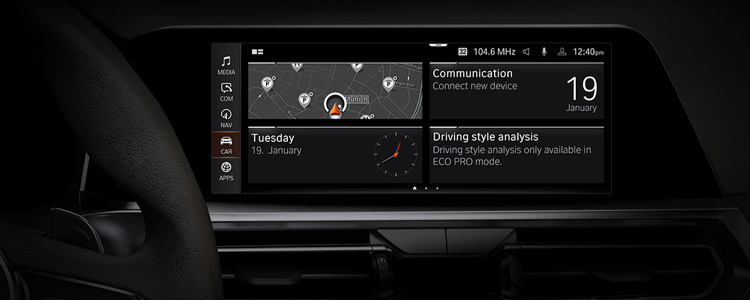 104.6 MHz 12:40pm
MEDIA
COM
NAV
CAR
APPS
P
P
P
P
Munich
Communication
Connect new device
19
January
Tuesday
19. January
Driving style analysis
Driving style analysis only available in
ECO PRO mode.